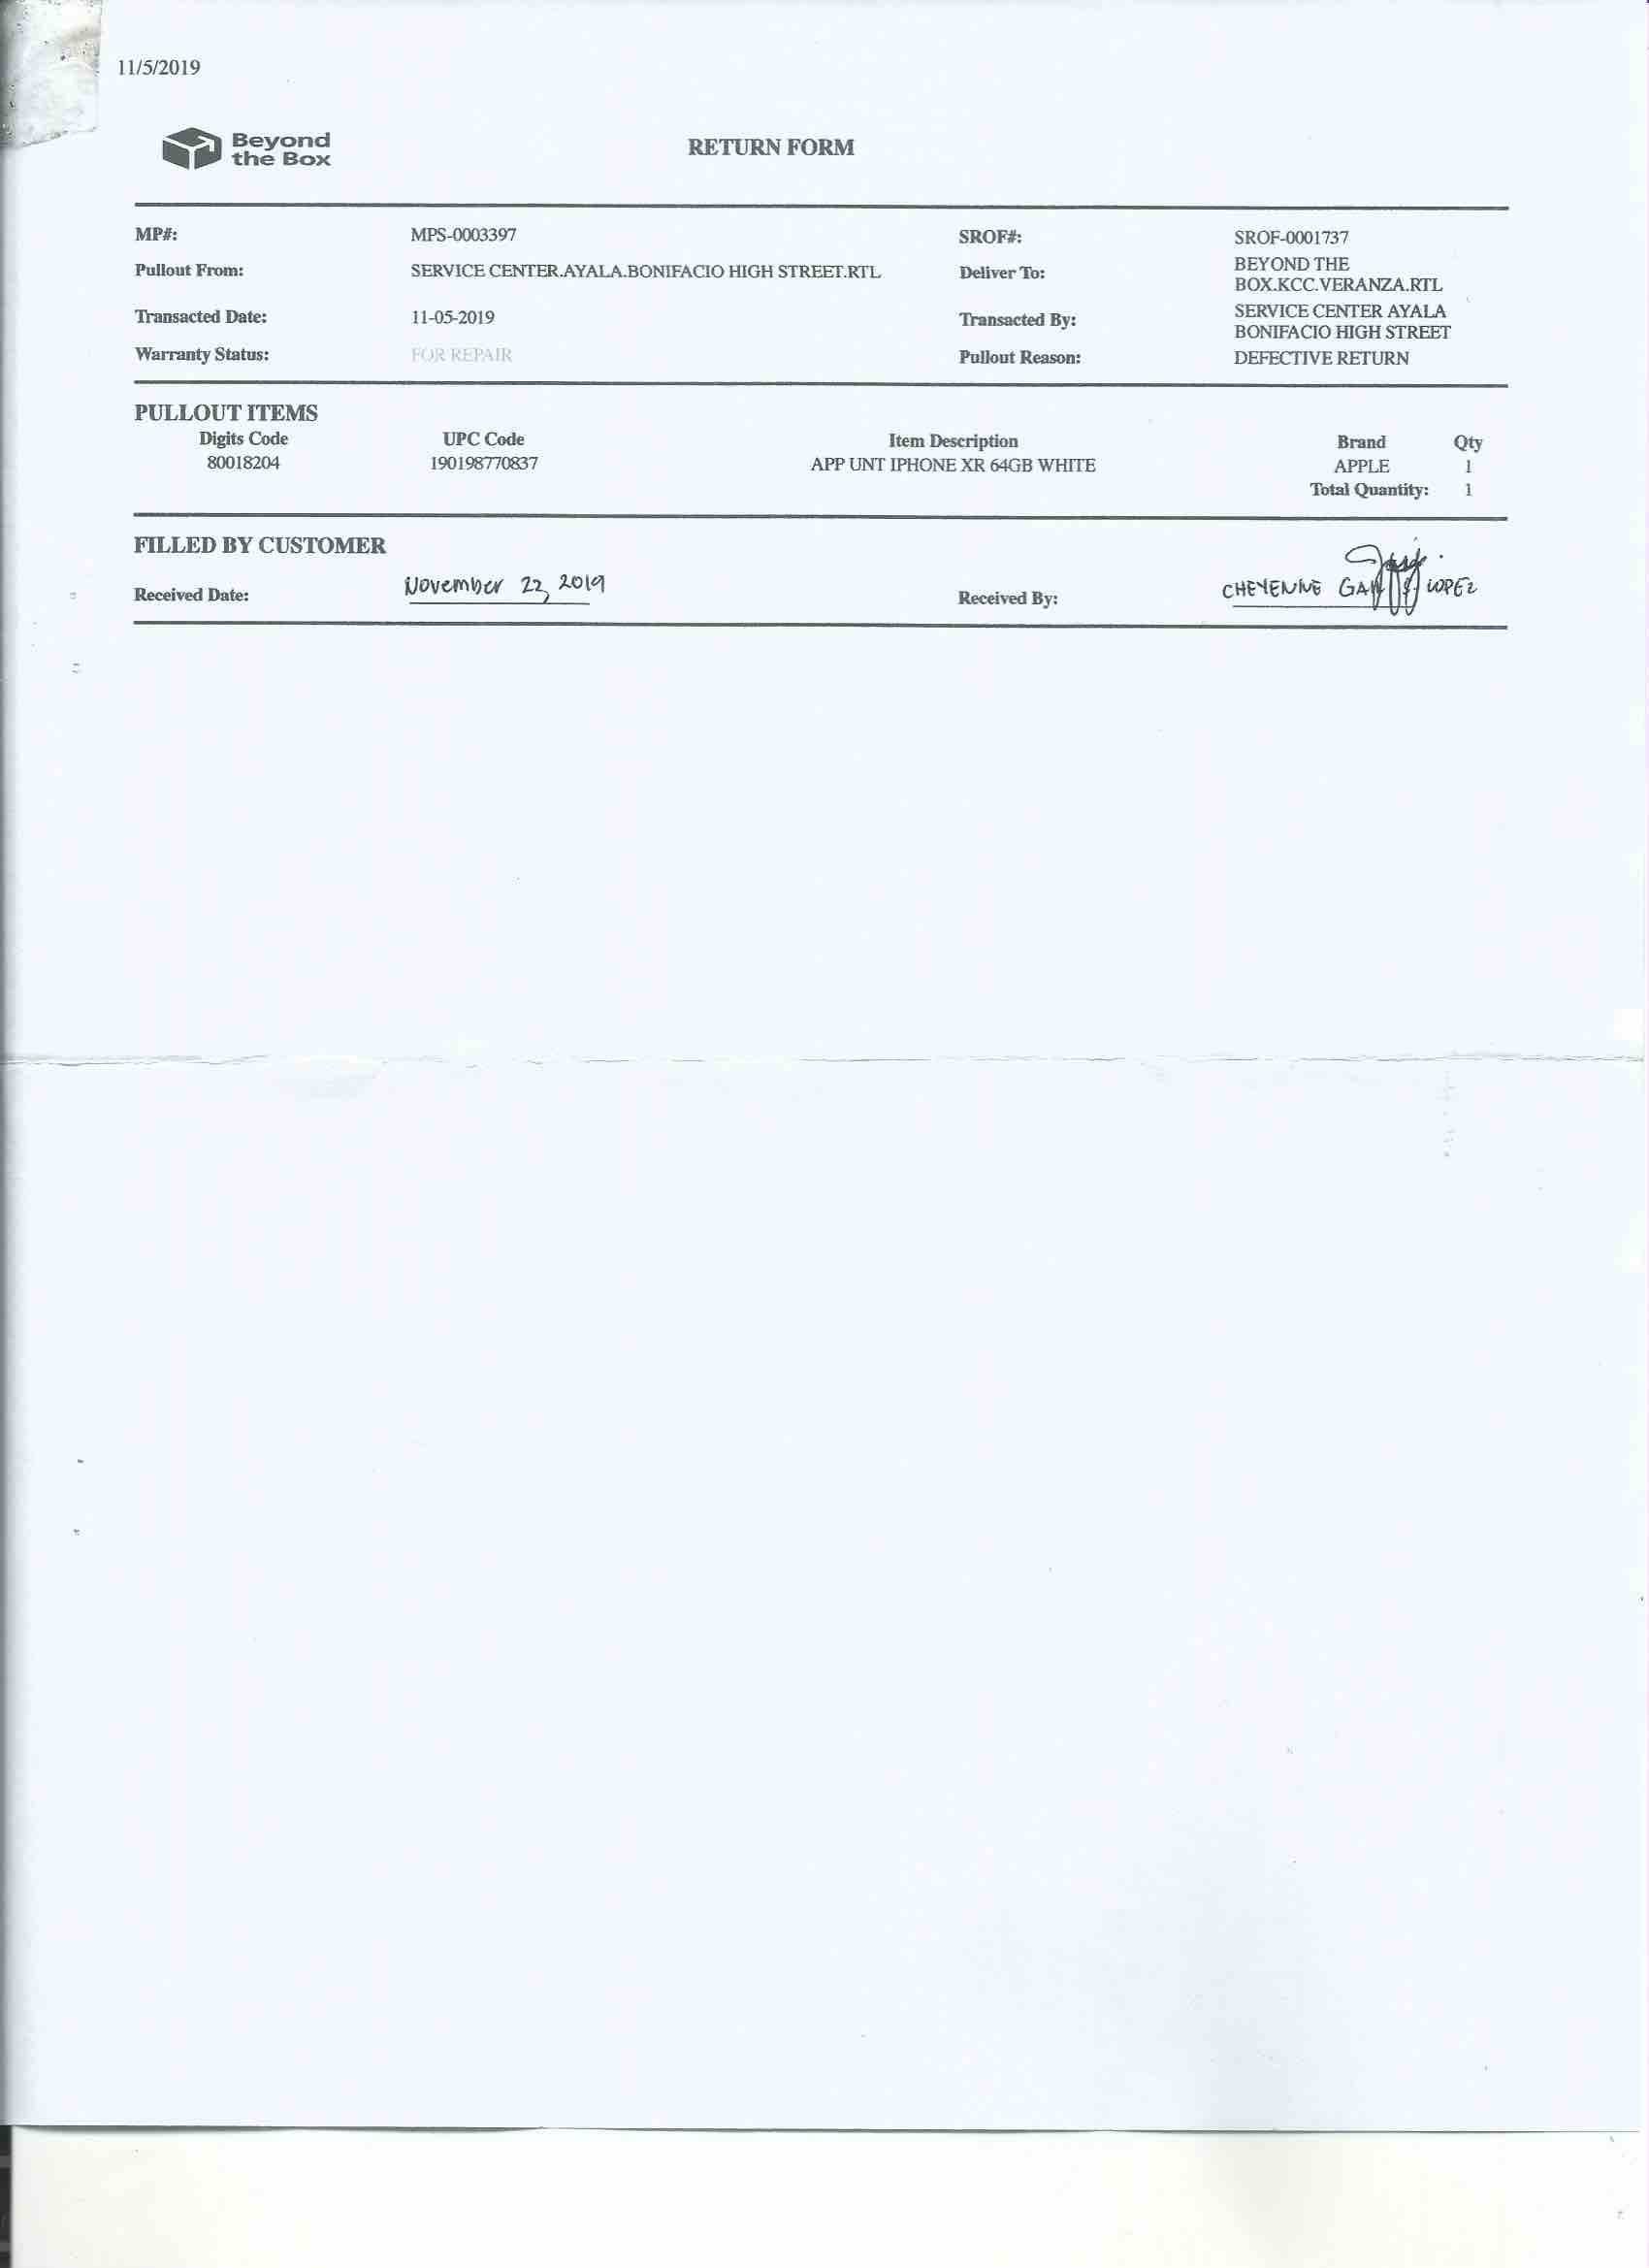 11/5/2019
Beyond
the Box
RETURN FORM
MP#: MPS-0003397 SROF#: SROF-0001737
Pullout From: SERVICE CENTER.AYALA.BONIFACIO HIGH STREET.RTL Deliver To: BEYOND THE
BOX.KCC.VERANZA.RTL
Transacted Date: 11-05-2019 Transacted By: SERVICE CENTER AYALA
BONIFACIO HIGH STREET
Warranty Status: FOR REPAIR Pullout Reason: DEFECTIVE RETURN
PULLOUT ITEMS
Digits Code UPC Code Item Description Brand Qty
80018204 190198770837 APP UNT IPHONE XR 64GB WHITE APPLE 1
Total Quantity: 1
FILLED BY CUSTOMER
Received Date: November 22, 2019 Received By: CHEYENNE LOPEZ